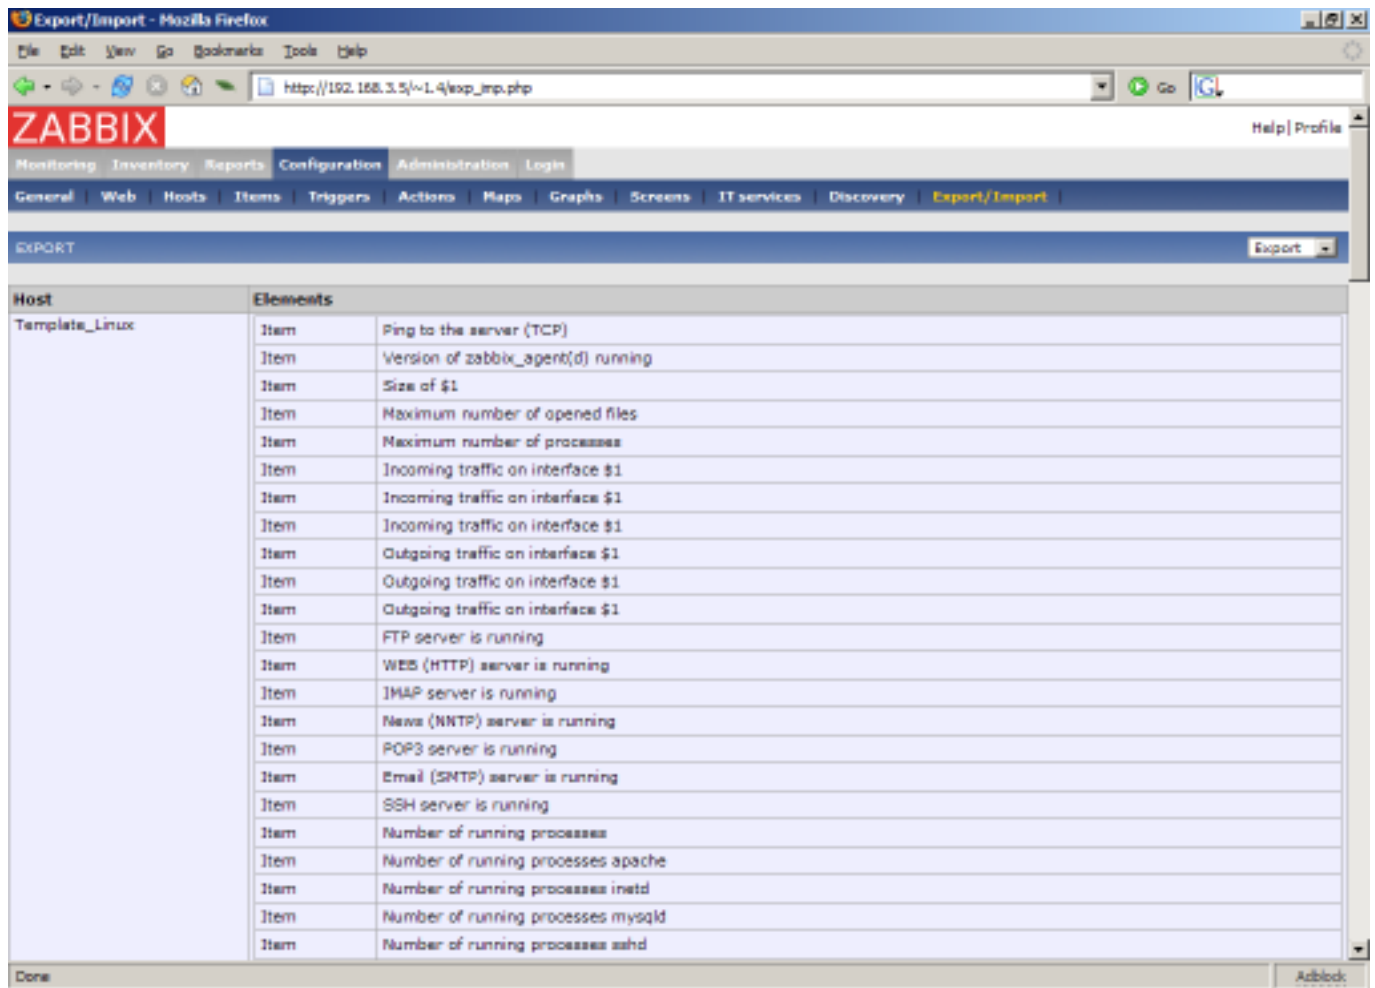 Export/Import - Mozilla Firefox
File Edit View Go Bookmarks Tools Help
http://192.168.3.5/~1.4/exp_imp.php Go G
ZABBIX
Help | Profile
Monitoring Inventory Reports Configuration Administration Login
General | Web | Hosts | Items | Triggers | Actions | Maps | Graphs | Screens | IT services | Discovery | Export/Import |
EXPORT Export
Host Elements
Template_Linux
Item Ping to the server (TCP)
Item Version of zabbix_agent(d) running
Item Size of $1
Item Maximum number of opened files
Item Maximum number of processes
Item Incoming traffic on interface $1
Item Incoming traffic on interface $1
Item Incoming traffic on interface $1
Item Outgoing traffic on interface $1
Item Outgoing traffic on interface $1
Item Outgoing traffic on interface $1
Item FTP server is running
Item WEB (HTTP) server is running
Item IMAP server is running
Item News (NNTP) server is running
Item POP3 server is running
Item Email (SMTP) server is running
Item SSH server is running
Item Number of running processes
Item Number of running processes apache
Item Number of running processes inetd
Item Number of running processes mysqld
Item Number of running processes sshd
Done Adblock